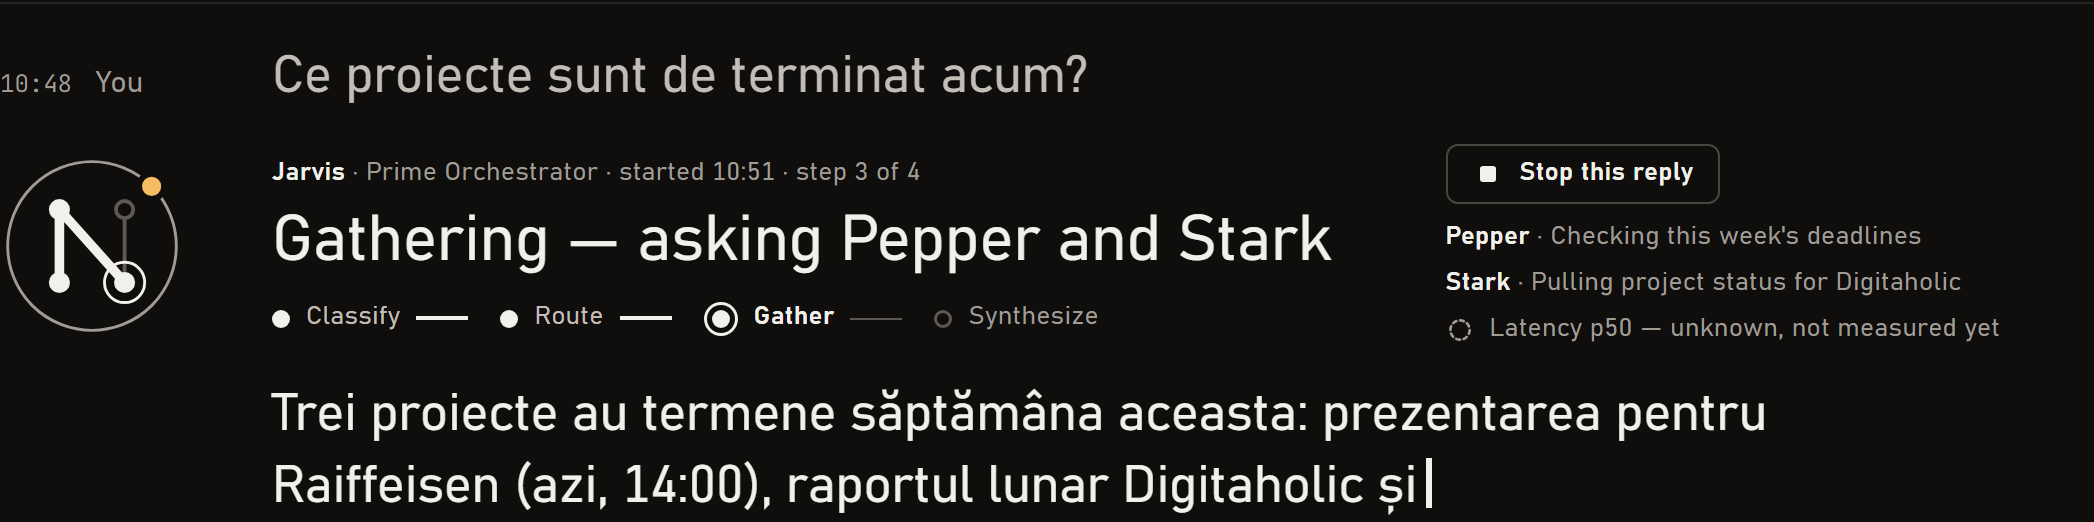 10:48 You
Ce proiecte sunt de terminat acum?
Jarvis · Prime Orchestrator · started 10:51 · step 3 of 4
Gathering — asking Pepper and Stark
Classify Route Gather Synthesize
Stop this reply
Pepper · Checking this week's deadlines
Stark · Pulling project status for Digitaholic
Latency p50 — unknown, not measured yet
Trei proiecte au termene săptămâna aceasta: prezentarea pentru
Raiffeisen (azi, 14:00), raportul lunar Digitaholic și